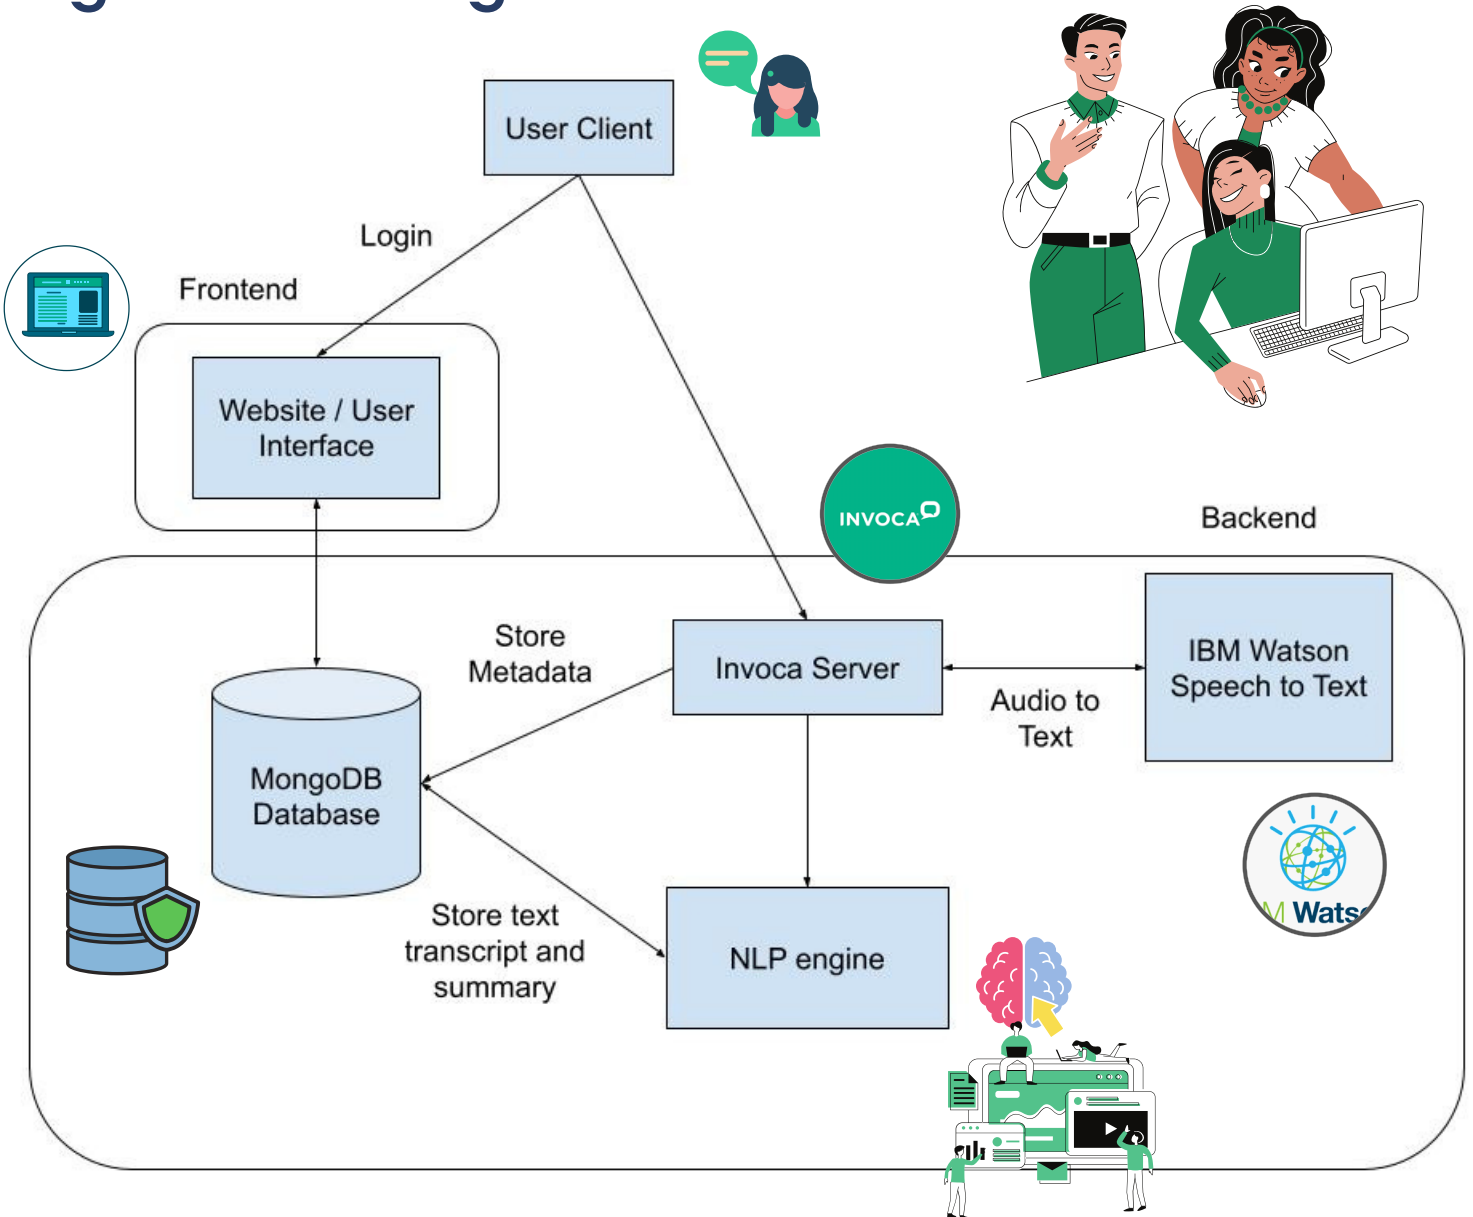 User Client
Login
Frontend
Website / User
Interface
INVOCA
Backend
Store
Metadata
Invoca Server
IBM Watson
Speech to Text
Audio to
Text
MongoDB
Database
Store text
transcript and
summary
NLP engine
M Wats